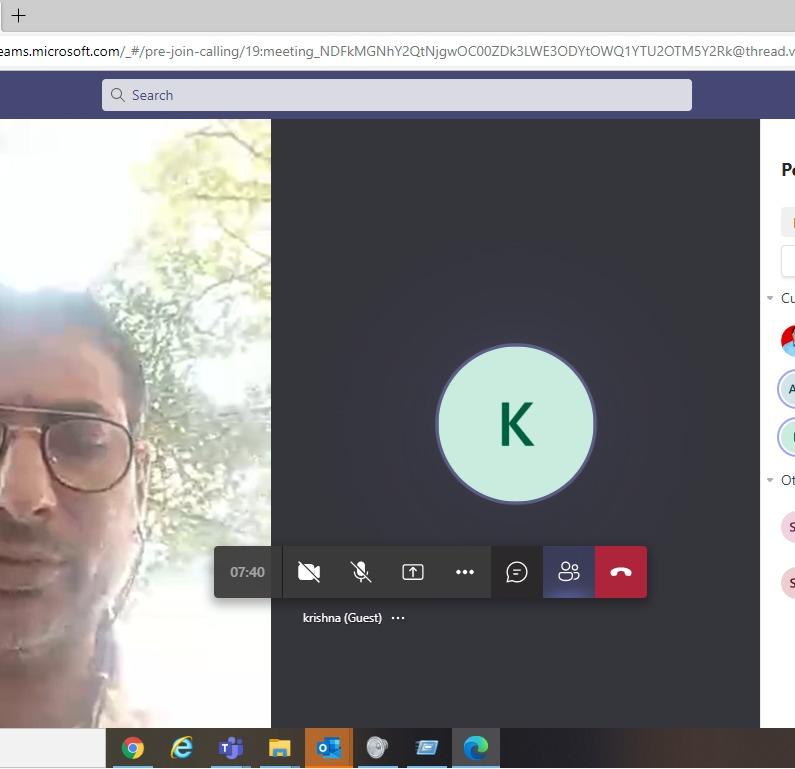 eams.microsoft.com/_#/pre-join-calling/19:meeting_NDFkMGNhY2QtNjgwOC00ZDk3LWE3ODYtOWQ1YTU2OTM5Y2Rk@thread.v
Search
Pe
Cu
A
K
Ot
S
07:40
S
krishna (Guest)